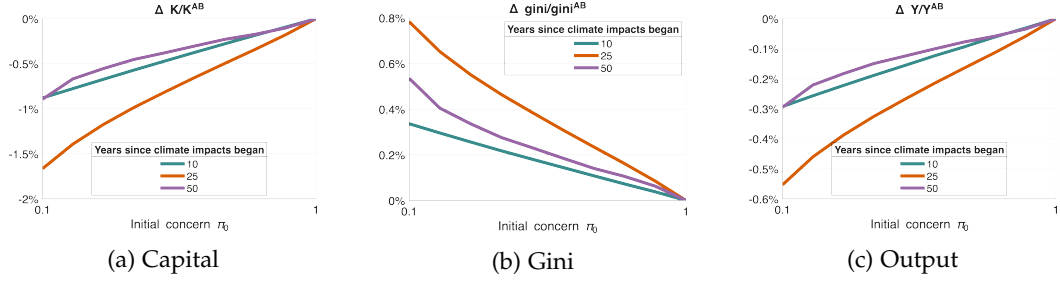 Δ K/K^AB
0%
-0.5%
-1%
-1.5%
-2%
Years since climate impacts began
10
25
50
0.1
1
Initial concern π₀
(a) Capital
Δ gini/gini^AB
0.8%
0.6%
0.4%
0.2%
0%
Years since climate impacts began
10
25
50
0.1
1
Initial concern π₀
(b) Gini
Δ Y/Y^AB
0%
-0.1%
-0.2%
-0.3%
-0.4%
-0.5%
-0.6%
Years since climate impacts began
10
25
50
0.1
1
Initial concern π₀
(c) Output